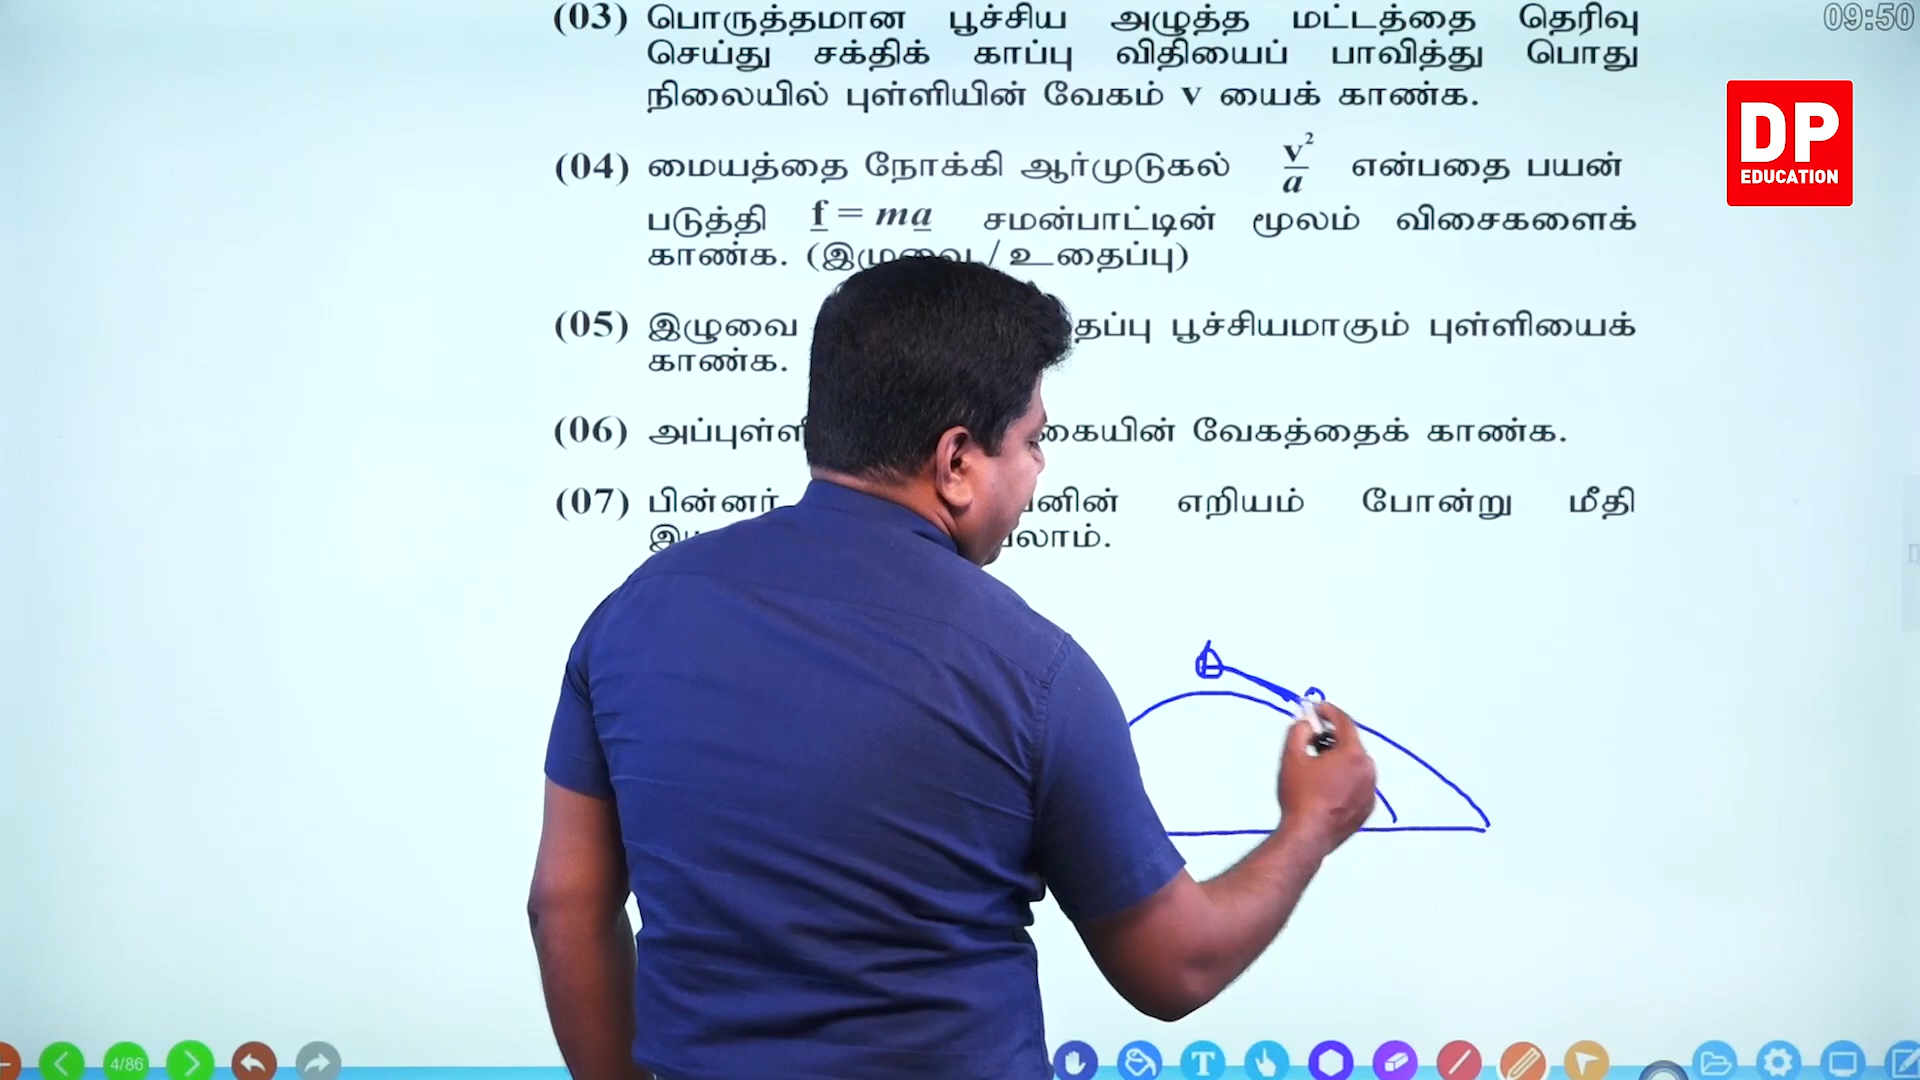 09:50
(03) பொருத்தமான பூச்சிய அழுத்த மட்டத்தை தெரிவு
செய்து சக்திக் காப்பு விதியைப் பாவித்து பொது
நிலையில் புள்ளியின் வேகம் v யைக் காண்க.
DP
EDUCATION
(04) மையத்தை நோக்கி ஆர்முடுகல் v²/a என்பதை பயன்
படுத்தி f = ma சமன்பாட்டின் மூலம் விசைகளைக்
காண்க. (இழுவை / உதைப்பு)
(05) இழுவை தைப்பு பூச்சியமாகும் புள்ளியைக்
காண்க.
(06) அப்புள்ளி கையின் வேகத்தைக் காண்க.
(07) பின்னர் எறியம் போன்று மீதி
4/86
T